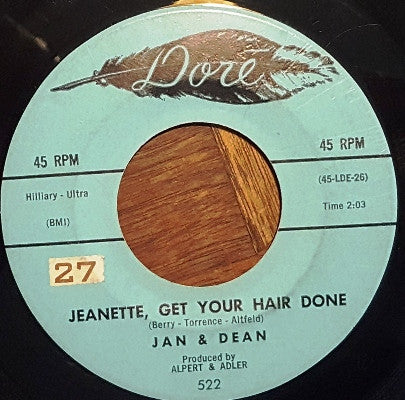 Doré
45 RPM
45 RPM
Hilliary - Ultra
(BMI)
(45-LDE-26)
Time 2:03
27
JEANETTE, GET YOUR HAIR DONE
(Berry - Torrence - Altfeld)
JAN & DEAN
Produced by
ALPERT & ADLER
522